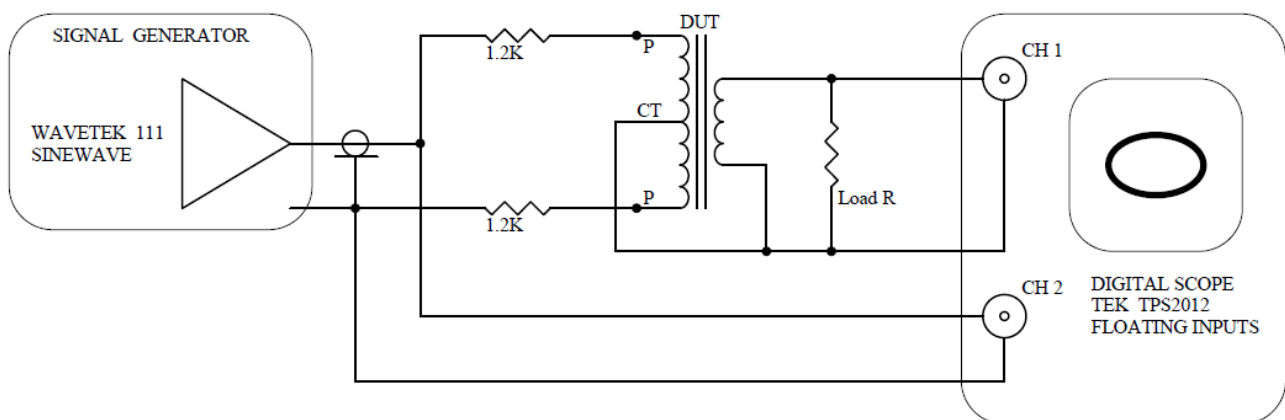 SIGNAL GENERATOR
WAVETEK 111
SINEWAVE
1.2K
P
DUT
CT
P
1.2K
Load R
CH 1
CH 2
DIGITAL SCOPE
TEK TPS2012
FLOATING INPUTS